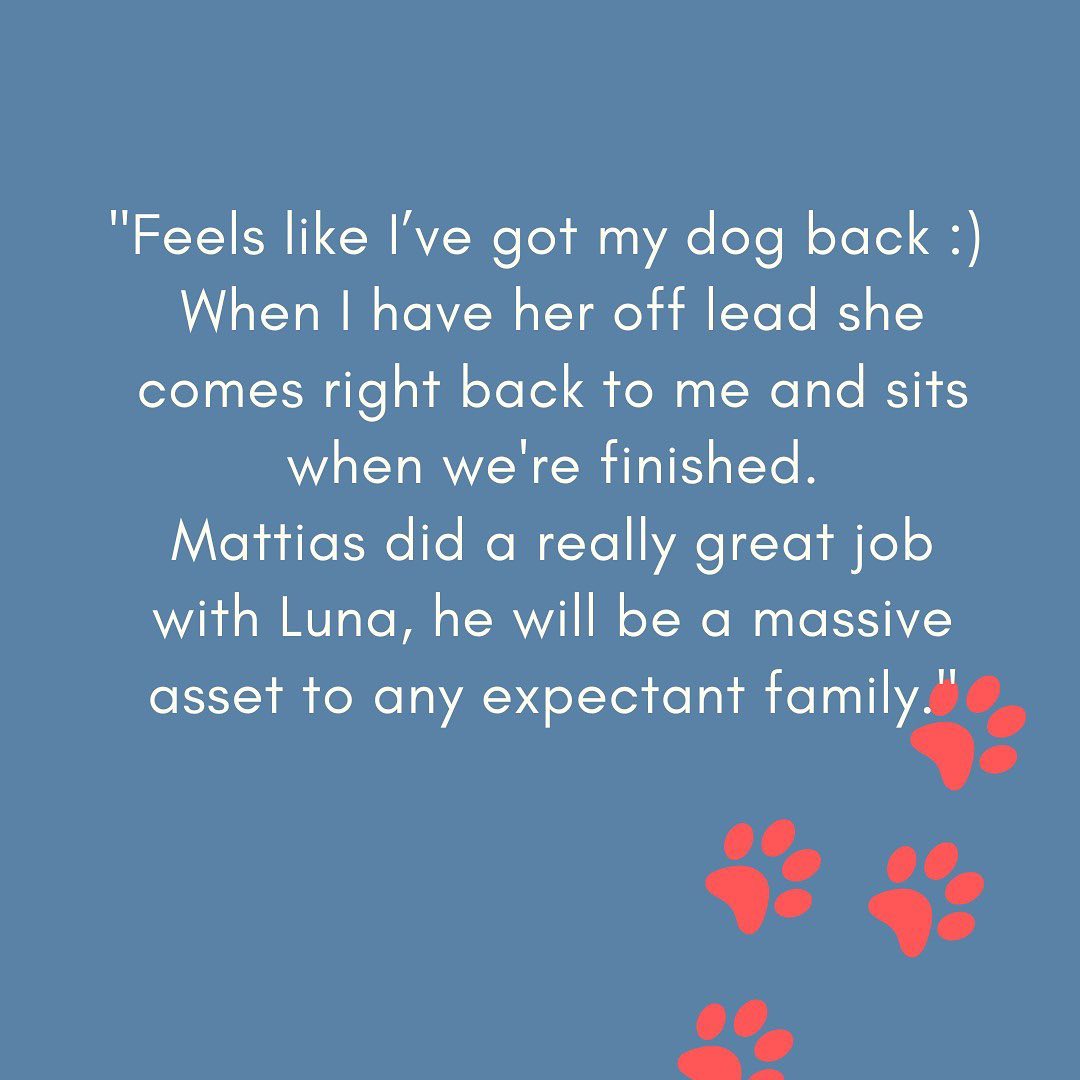 "Feels like I’ve got my dog back :)
When I have her off lead she
comes right back to me and sits
when we're finished.
Mattias did a really great job
with Luna, he will be a massive
asset to any expectant family."